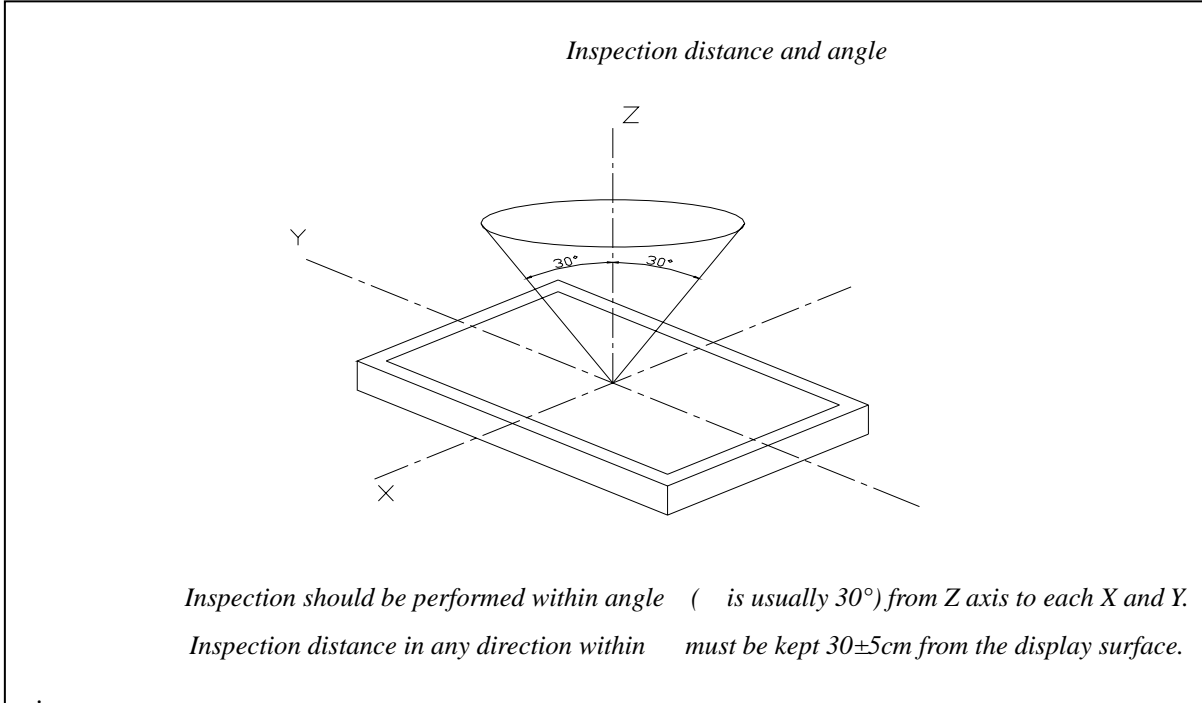 Inspection distance and angle
Z
Y
30° 30°
X
Inspection should be performed within angle ( is usually 30°) from Z axis to each X and Y.
Inspection distance in any direction within must be kept 30±5cm from the display surface.
.